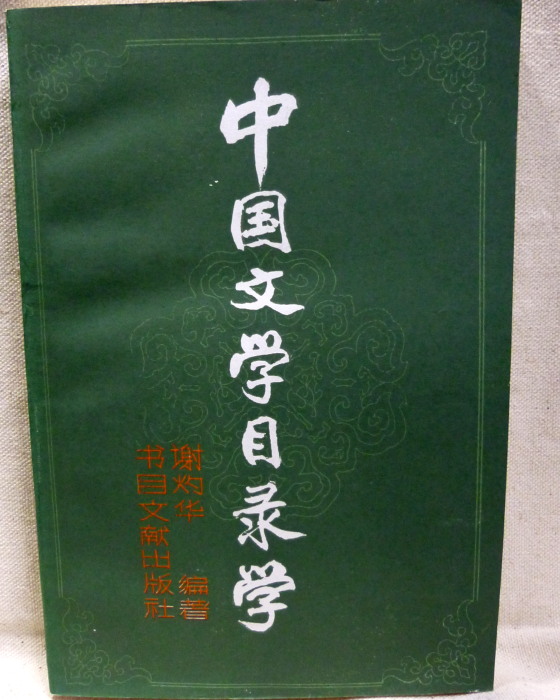 中国文学目录学
谢灼华 编著
书目文献出版社